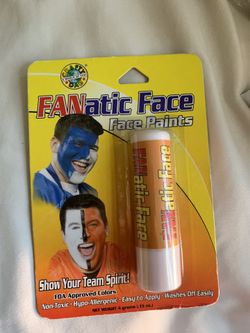 FANatic Face
Face Paints
FANatic Face
Show Your Team Spirit!
FDA Approved Colors
Non-Toxic · Hypo-Allergenic · Easy to Apply · Washes Off Easily